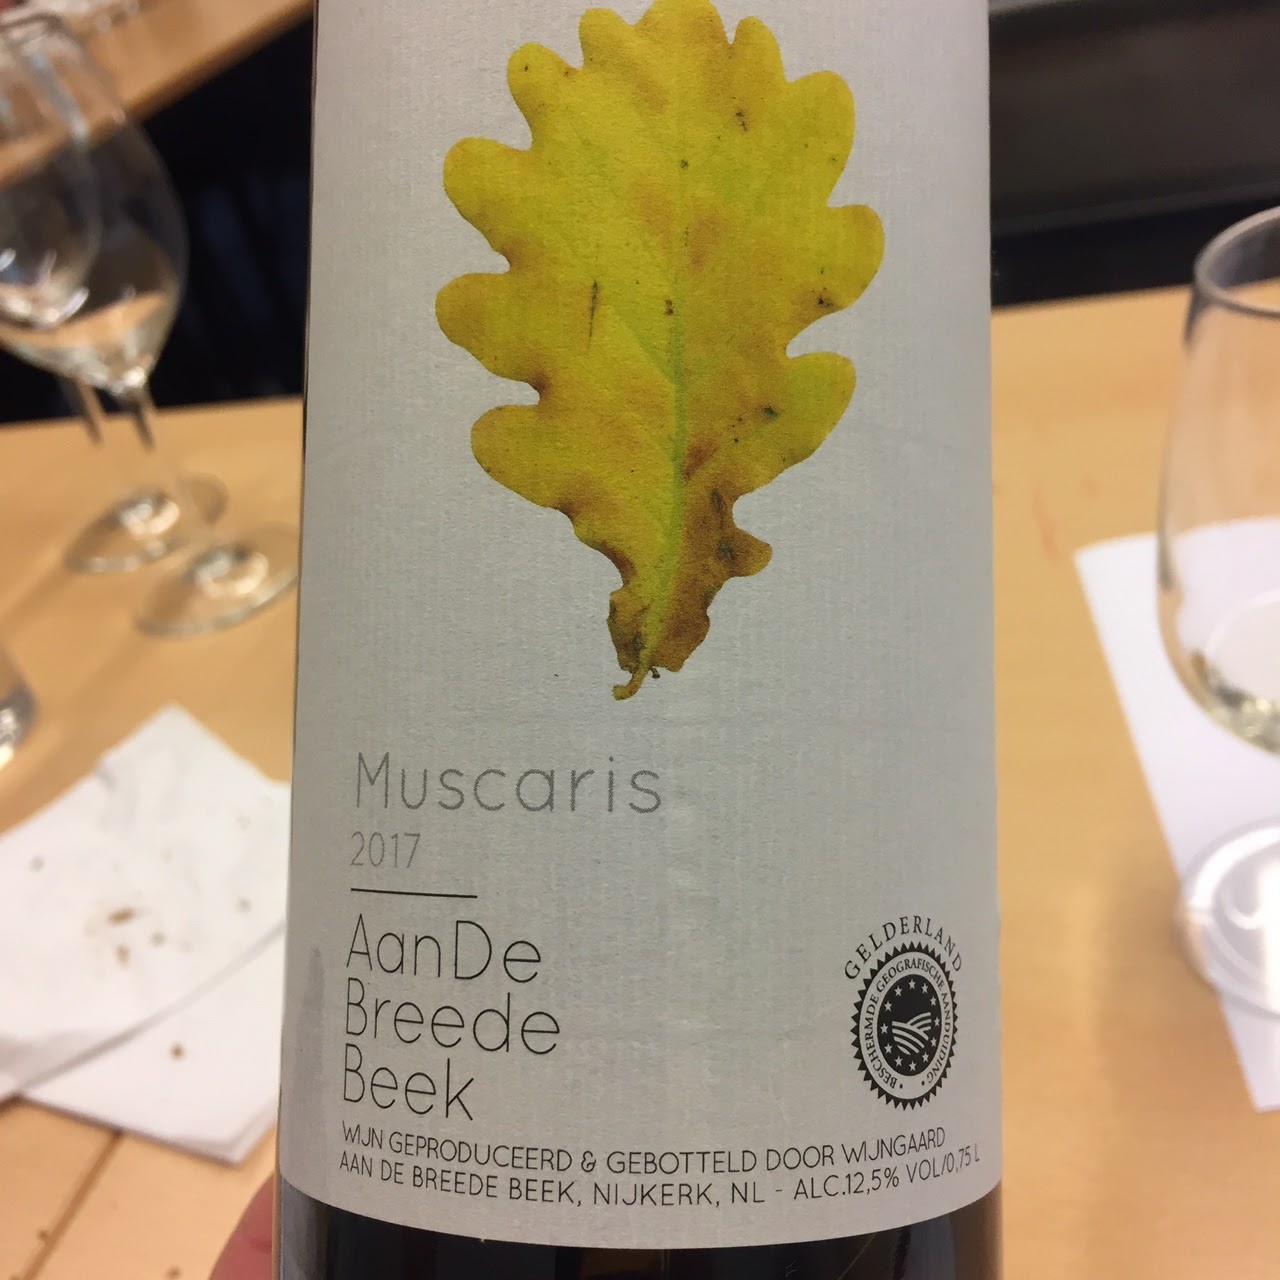 Muscaris
2017
AanDe
Breede
Beek
GELDERLAND
BESCHERMDE GEOGRAFISCHE AANDUIDING
WIJN GEPRODUCEERD & GEBOTTELD DOOR WIJNGAARD
AAN DE BREEDE BEEK, NIJKERK, NL - ALC.12,5% VOL/0,75 L